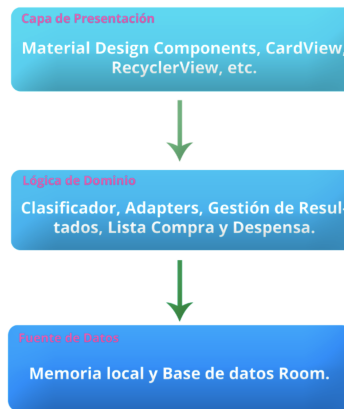 Capa de Presentación
Material Design Components, CardView,
RecyclerView, etc.
Lógica de Dominio
Clasificador, Adapters, Gestión de Resul-
tados, Lista Compra y Despensa.
Fuente de Datos
Memoria local y Base de datos Room.